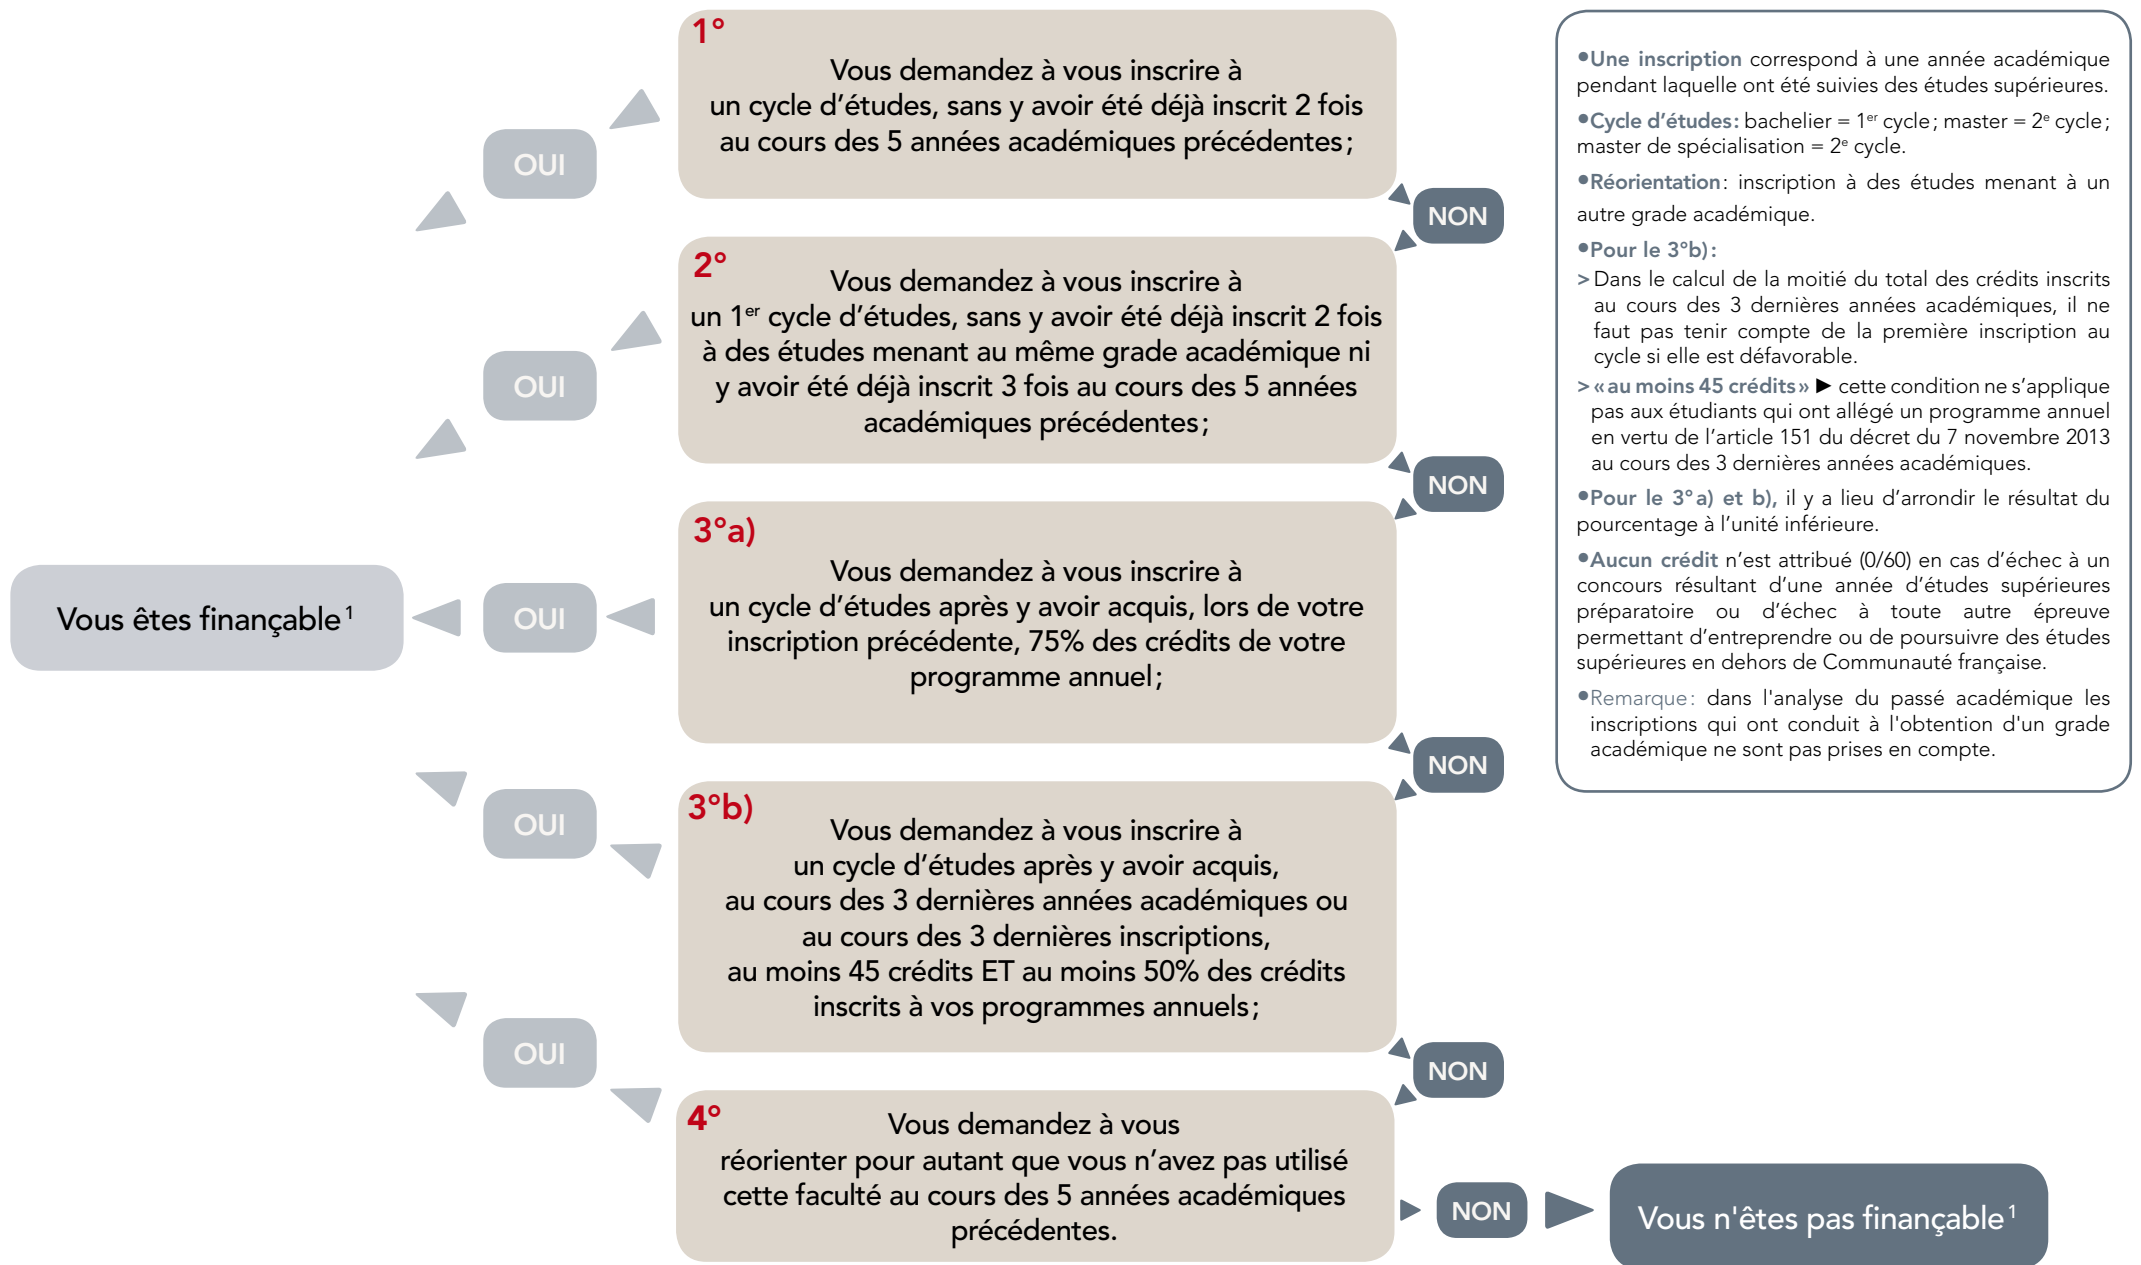 1°
Vous demandez à vous inscrire à
un cycle d’études, sans y avoir été déjà inscrit 2 fois
au cours des 5 années académiques précédentes ;
OUI
NON
2°
Vous demandez à vous inscrire à
un 1er cycle d’études, sans y avoir été déjà inscrit 2 fois
à des études menant au même grade académique ni
y avoir été déjà inscrit 3 fois au cours des 5 années
académiques précédentes ;
OUI
NON
3°a)
Vous demandez à vous inscrire à
un cycle d’études après y avoir acquis, lors de votre
inscription précédente, 75% des crédits de votre
programme annuel ;
OUI
Vous êtes finançable 1
NON
3°b)
Vous demandez à vous inscrire à
un cycle d’études après y avoir acquis,
au cours des 3 dernières années académiques ou
au cours des 3 dernières inscriptions,
au moins 45 crédits ET au moins 50% des crédits
inscrits à vos programmes annuels ;
OUI
NON
4°
Vous demandez à vous
réorienter pour autant que vous n’avez pas utilisé
cette faculté au cours des 5 années académiques
précédentes.
OUI
NON
Vous n'êtes pas finançable 1
•Une inscription correspond à une année académique
pendant laquelle ont été suivies des études supérieures.
•Cycle d’études : bachelier = 1er cycle ; master = 2e cycle ;
master de spécialisation = 2e cycle.
•Réorientation : inscription à des études menant à un
autre grade académique.
•Pour le 3°b) :
> Dans le calcul de la moitié du total des crédits inscrits
au cours des 3 dernières années académiques, il ne
faut pas tenir compte de la première inscription au
cycle si elle est défavorable.
> « au moins 45 crédits » ► cette condition ne s’applique
pas aux étudiants qui ont allégé un programme annuel
en vertu de l’article 151 du décret du 7 novembre 2013
au cours des 3 dernières années académiques.
•Pour le 3° a) et b), il y a lieu d’arrondir le résultat du
pourcentage à l’unité inférieure.
•Aucun crédit n’est attribué (0/60) en cas d’échec à un
concours résultant d’une année d’études supérieures
préparatoire ou d’échec à toute autre épreuve
permettant d’entreprendre ou de poursuivre des études
supérieures en dehors de Communauté française.
•Remarque : dans l'analyse du passé académique les
inscriptions qui ont conduit à l'obtention d'un grade
académique ne sont pas prises en compte.